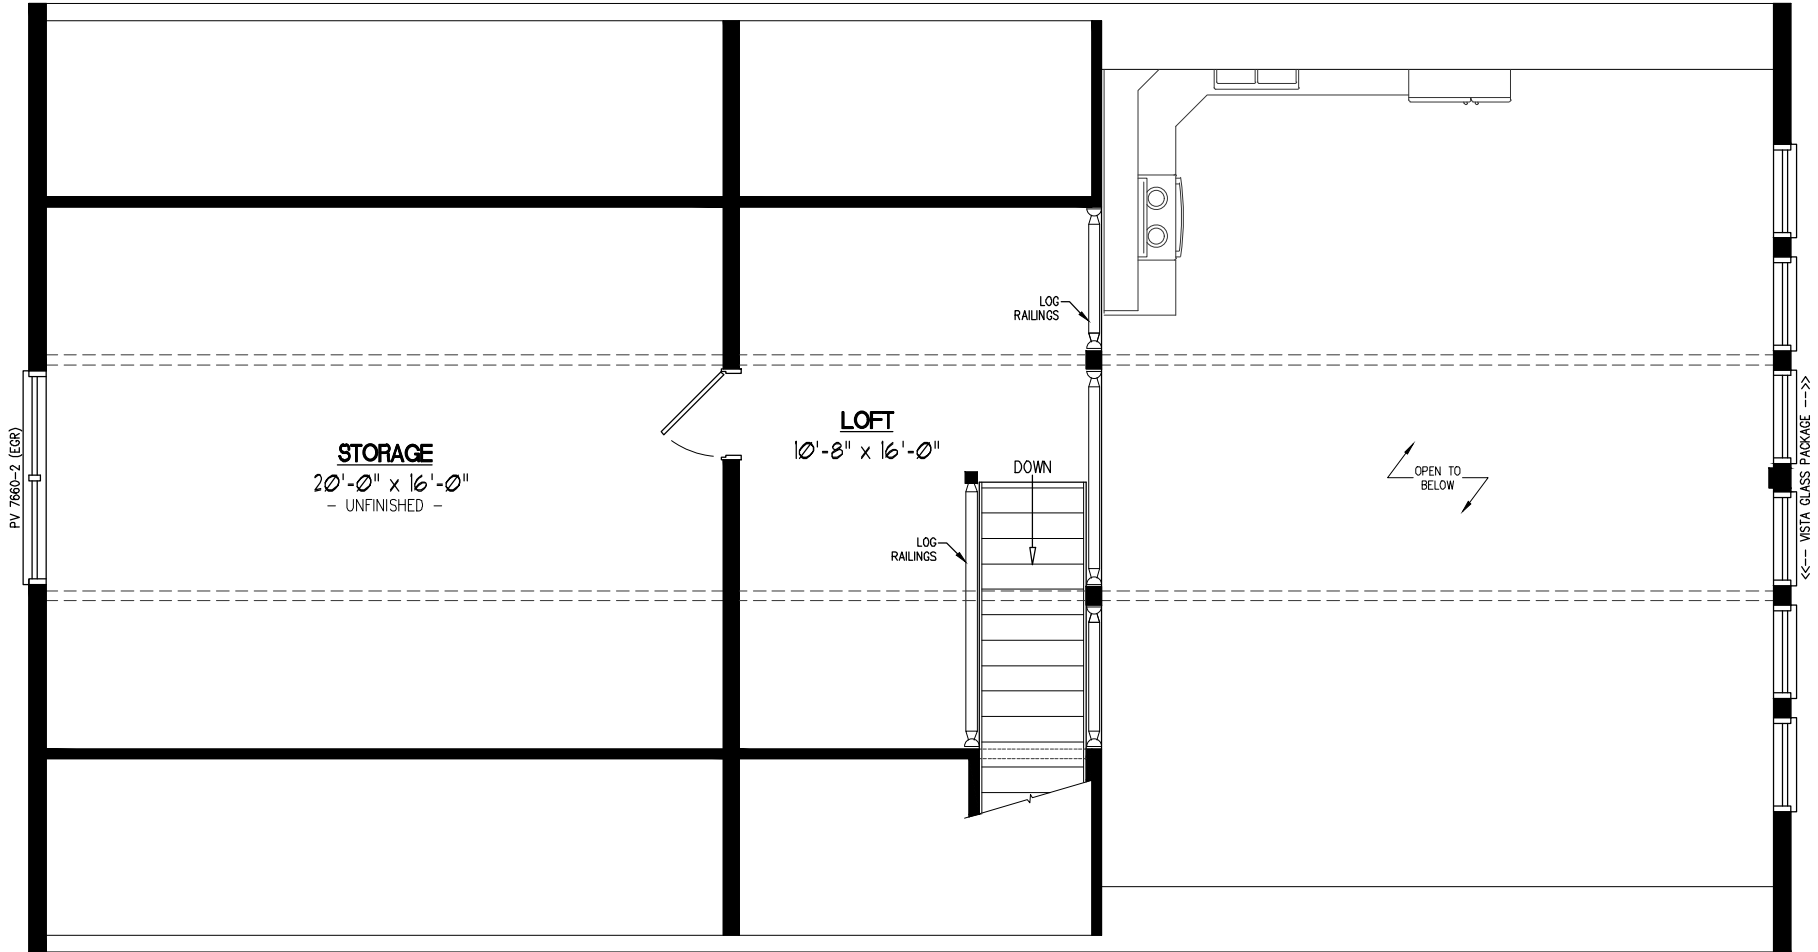 LOG
RAILINGS
PV 7660-2 (EGR)
STORAGE
20'-0" x 16'-0"
- UNFINISHED -
LOFT
10'-8" x 16'-0"
DOWN
LOG
RAILINGS
OPEN TO
BELOW
<<--- VISTA GLASS PACKAGE --->>